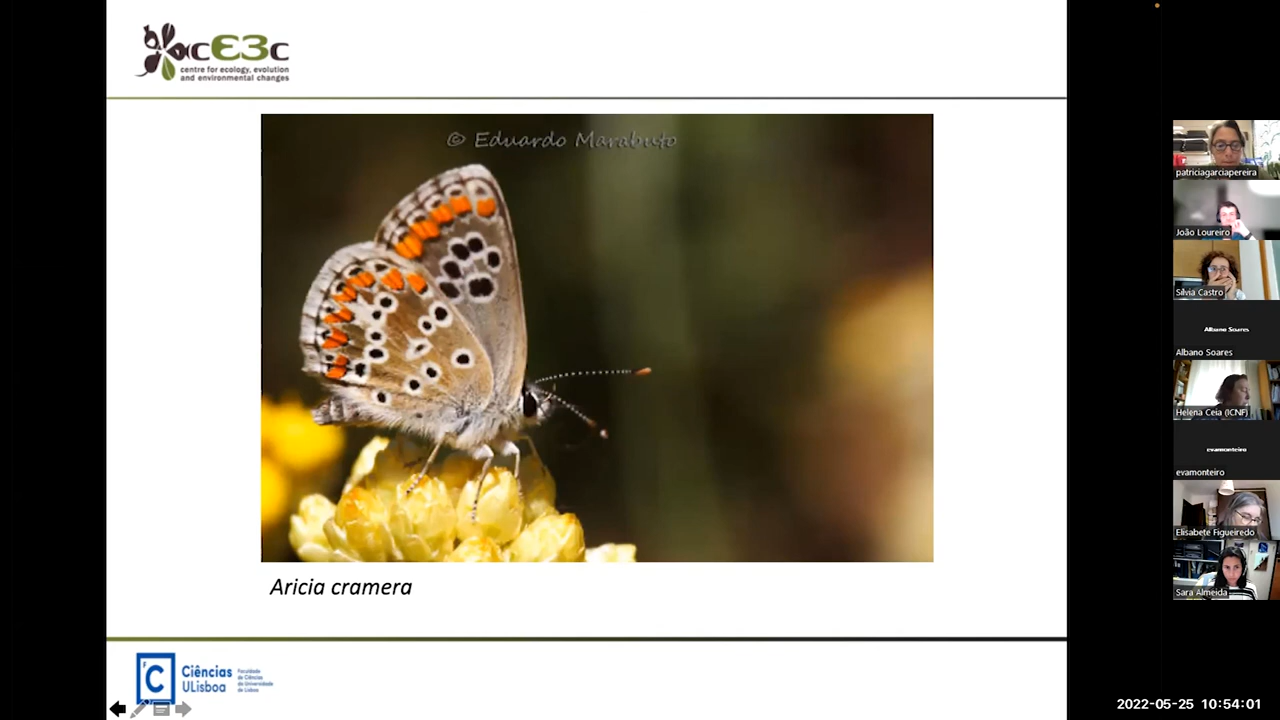 cE3c
centre for ecology, evolution
and environmental changes
© Eduardo Marabuto
Aricia cramera
Ciências
ULisboa
Faculdade
de Ciências
da Universidade
de Lisboa
patriciagarciapereira
João Loureiro
Sílvia Castro
Albano Soares
Albano Soares
Helena Ceia (ICNF)
evamonteiro
evamonteiro
Elisabete Figueiredo
Sara Almeida
2022-05-25 10:54:01